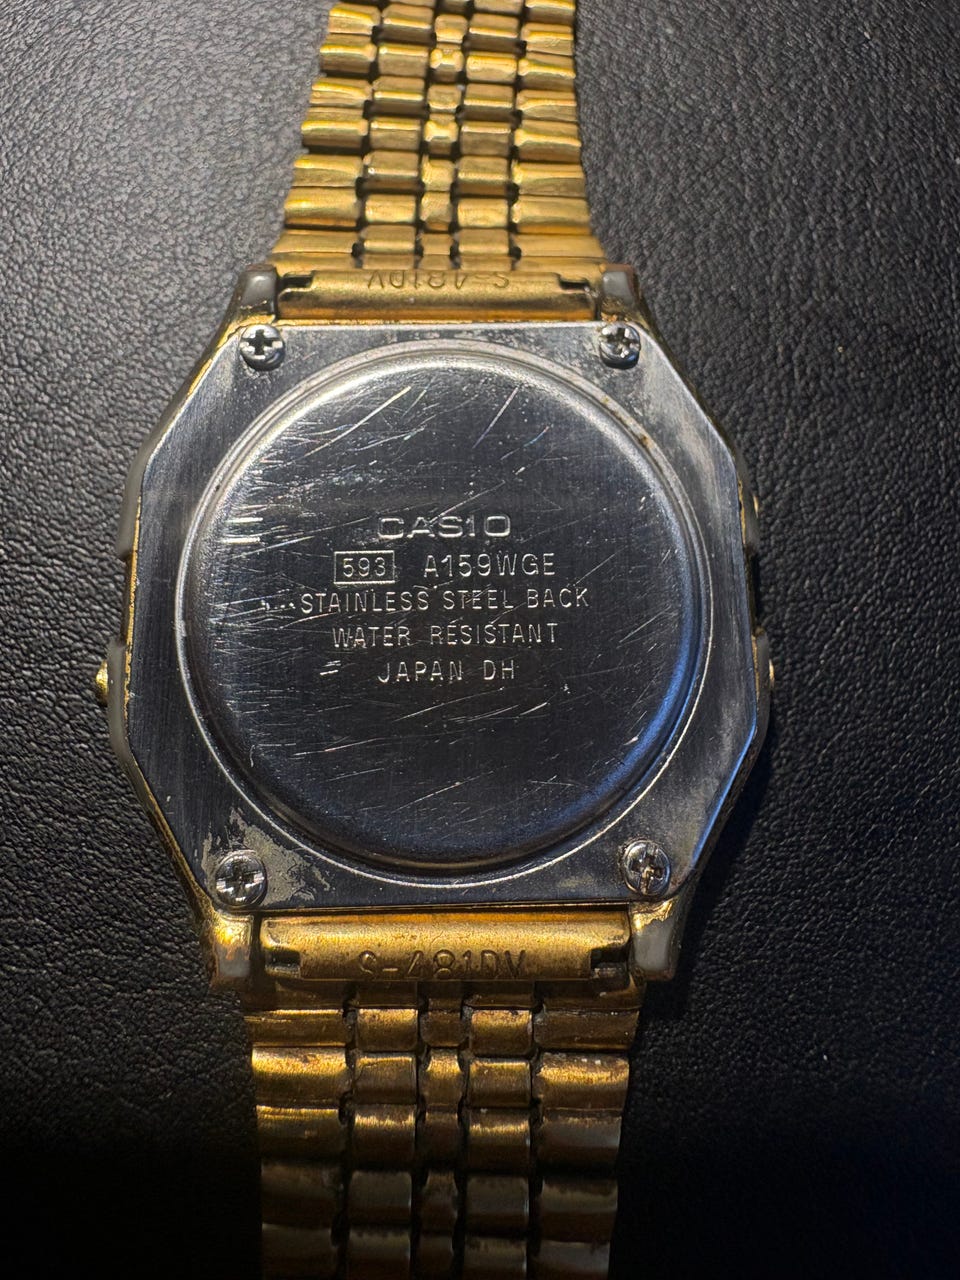 S-481DV
CASIO
593 A159WGE
STAINLESS STEEL BACK
WATER RESISTANT
JAPAN DH
S-481DV